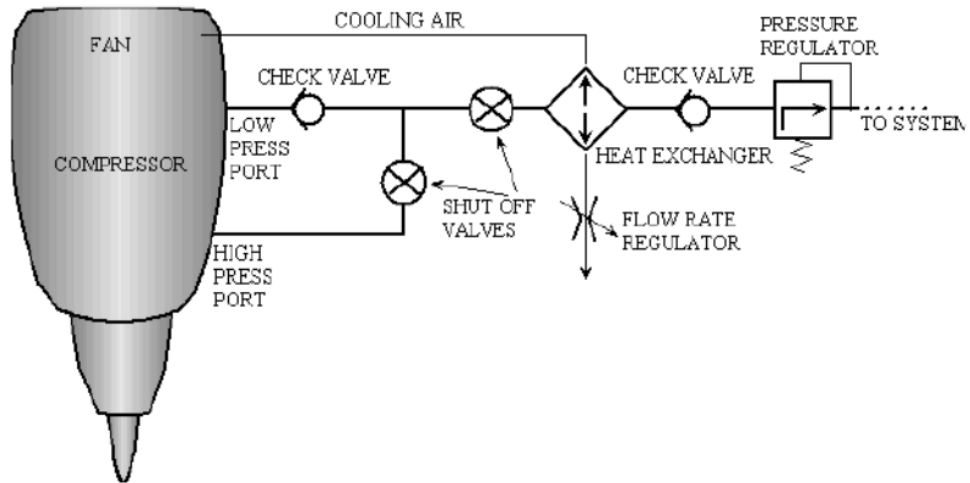 COOLING AIR
PRESSURE
REGULATOR
FAN
CHECK VALVE
CHECK VALVE
LOW
PRESS
PORT
TO SYSTEM
COMPRESSOR
HEAT EXCHANGER
SHUT OFF
VALVES
FLOW RATE
REGULATOR
HIGH
PRESS
PORT